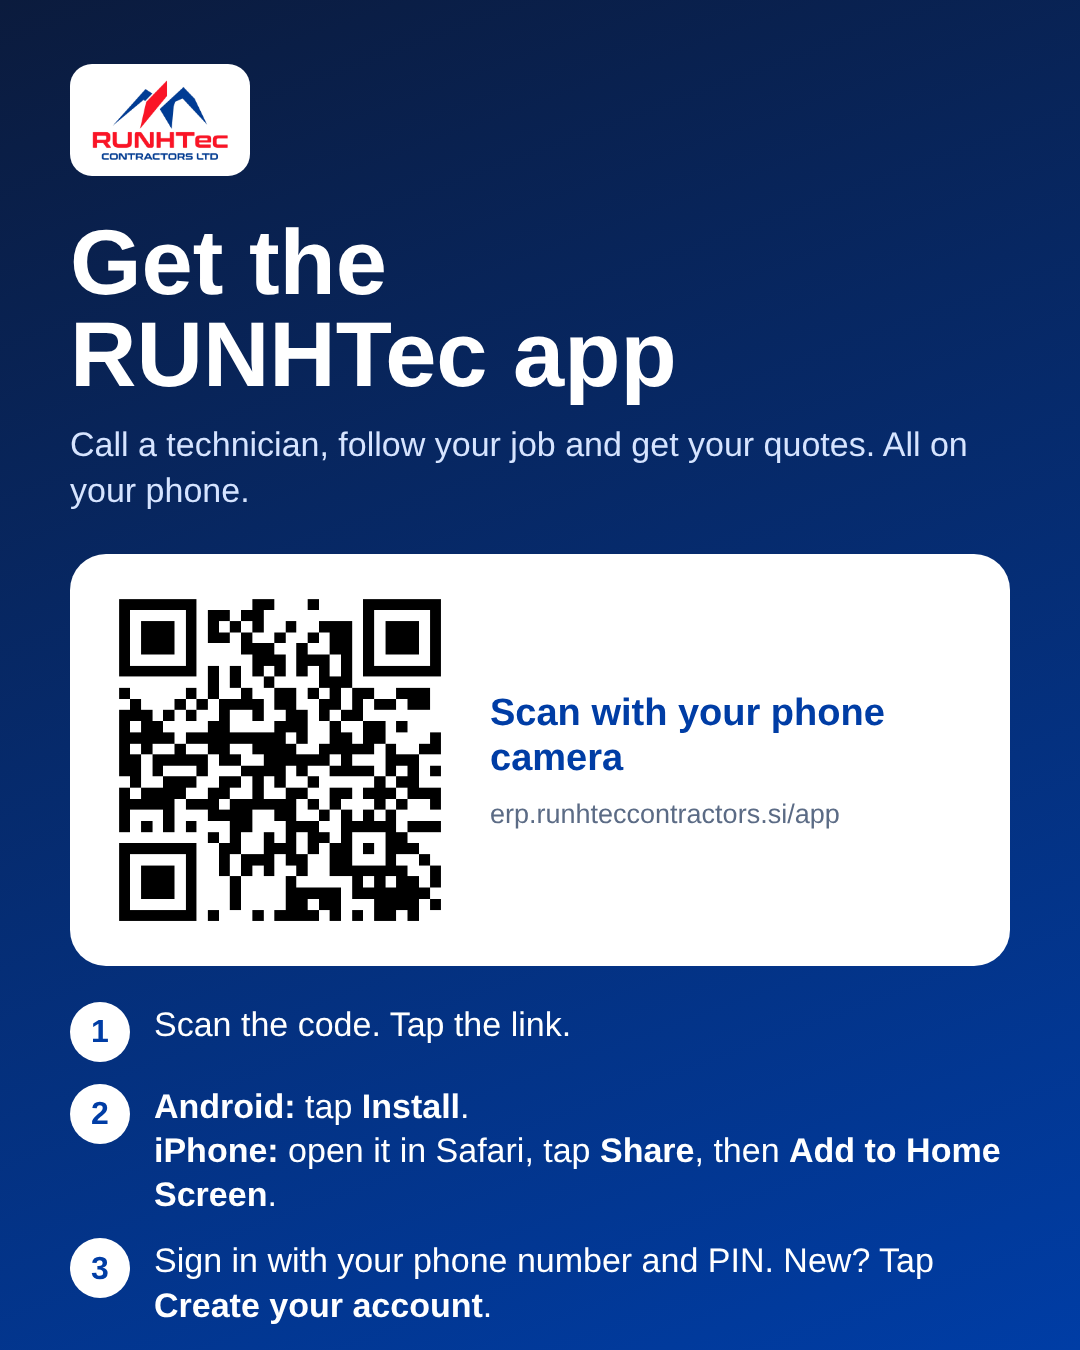 RUNHTec
CONTRACTORS LTD
Get the
RUNHTec app
Call a technician, follow your job and get your quotes. All on
your phone.
Scan with your phone
camera
erp.runhteccontractors.si/app
1 Scan the code. Tap the link.
2 Android: tap Install.
iPhone: open it in Safari, tap Share, then Add to Home
Screen.
3 Sign in with your phone number and PIN. New? Tap
Create your account.